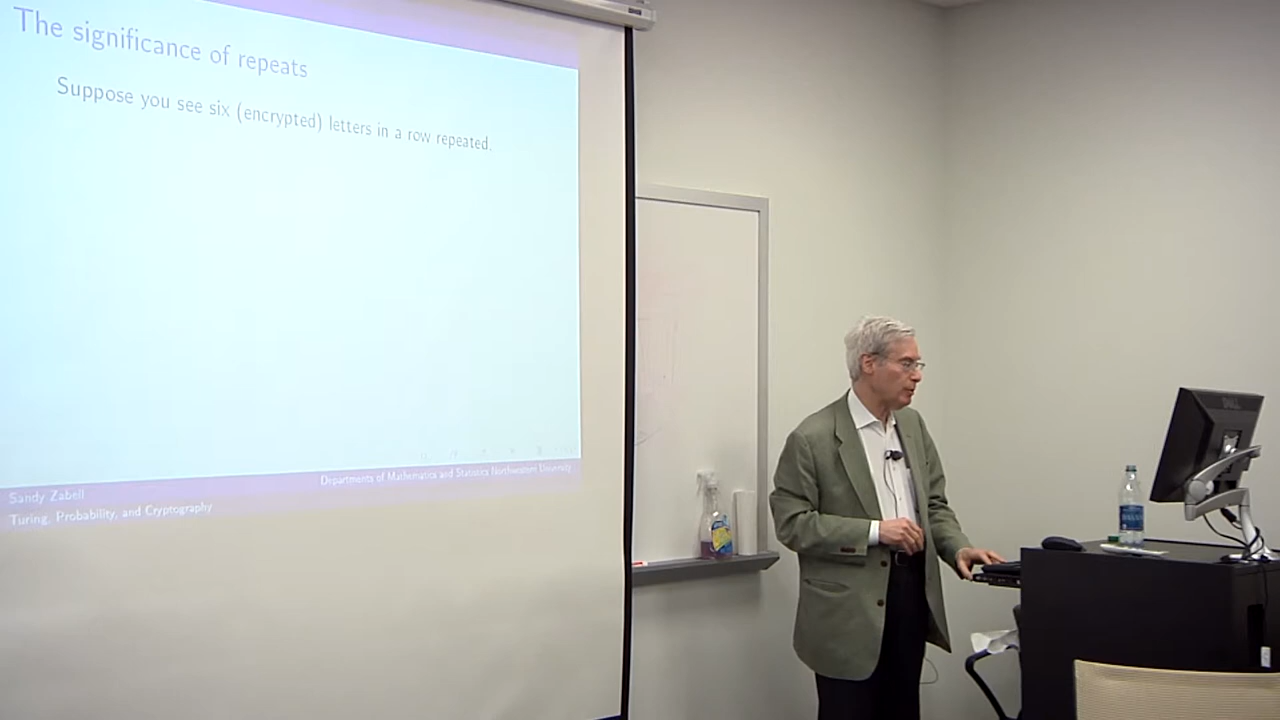 The significance of repeats
Suppose you see six (encrypted) letters in a row repeated.
Sandy Zabell
Departments of Mathematics and Statistics Northwestern University
Turing, Probability, and Cryptography
DELL